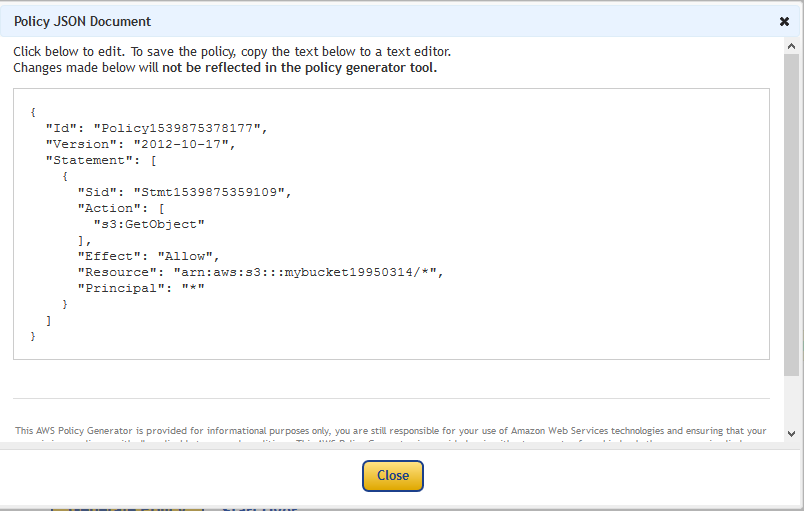 Policy JSON Document
Click below to edit. To save the policy, copy the text below to a text editor.
Changes made below will not be reflected in the policy generator tool.
{
"Id": "Policy1539875378177",
"Version": "2012-10-17",
"Statement": [
{
"Sid": "Stmt1539875359109",
"Action": [
"s3:GetObject"
],
"Effect": "Allow",
"Resource": "arn:aws:s3:::mybucket19950314/*",
"Principal": "*"
}
]
}
This AWS Policy Generator is provided for informational purposes only, you are still responsible for your use of Amazon Web Services technologies and ensuring that your
Close